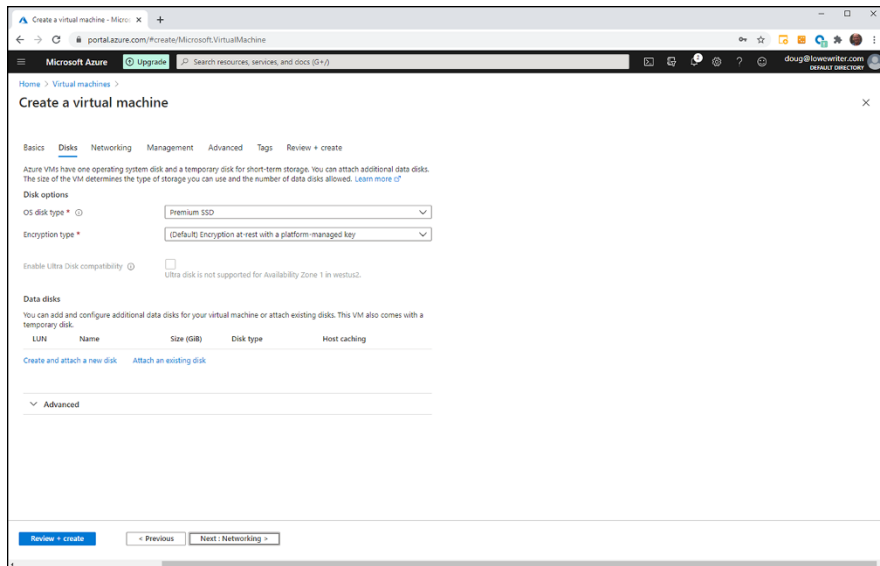 Create a virtual machine - Micros
portal.azure.com/#create/Microsoft.VirtualMachine
Microsoft Azure
Upgrade
Search resources, services, and docs (G+/)
doug@lowewriter.com
DEFAULT DIRECTORY
Home > Virtual machines >
Create a virtual machine
Basics Disks Networking Management Advanced Tags Review + create
Azure VMs have one operating system disk and a temporary disk for short-term storage. You can attach additional data disks.
The size of the VM determines the type of storage you can use and the number of data disks allowed. Learn more
Disk options
OS disk type * Premium SSD
Encryption type * (Default) Encryption at-rest with a platform-managed key
Enable Ultra Disk compatibility
Ultra disk is not supported for Availability Zone 1 in westus2.
Data disks
You can add and configure additional data disks for your virtual machine or attach existing disks. This VM also comes with a
temporary disk.
LUN Name Size (GiB) Disk type Host caching
Create and attach a new disk Attach an existing disk
Advanced
Review + create < Previous Next : Networking >